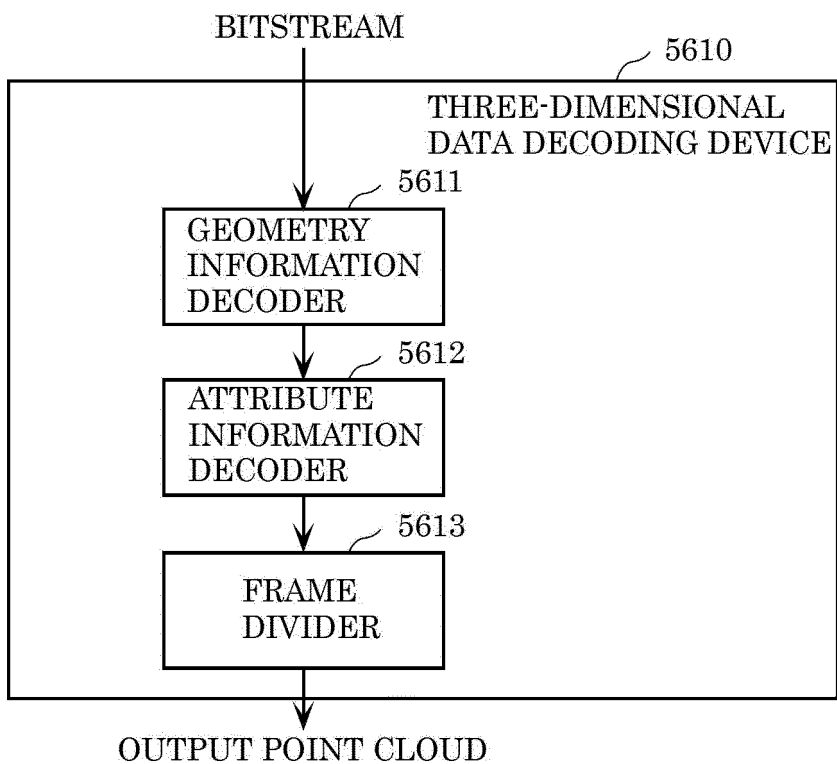 BITSTREAM
5610
THREE-DIMENSIONAL
DATA DECODING DEVICE
5611
GEOMETRY
INFORMATION
DECODER
5612
ATTRIBUTE
INFORMATION
DECODER
5613
FRAME
DIVIDER
OUTPUT POINT CLOUD